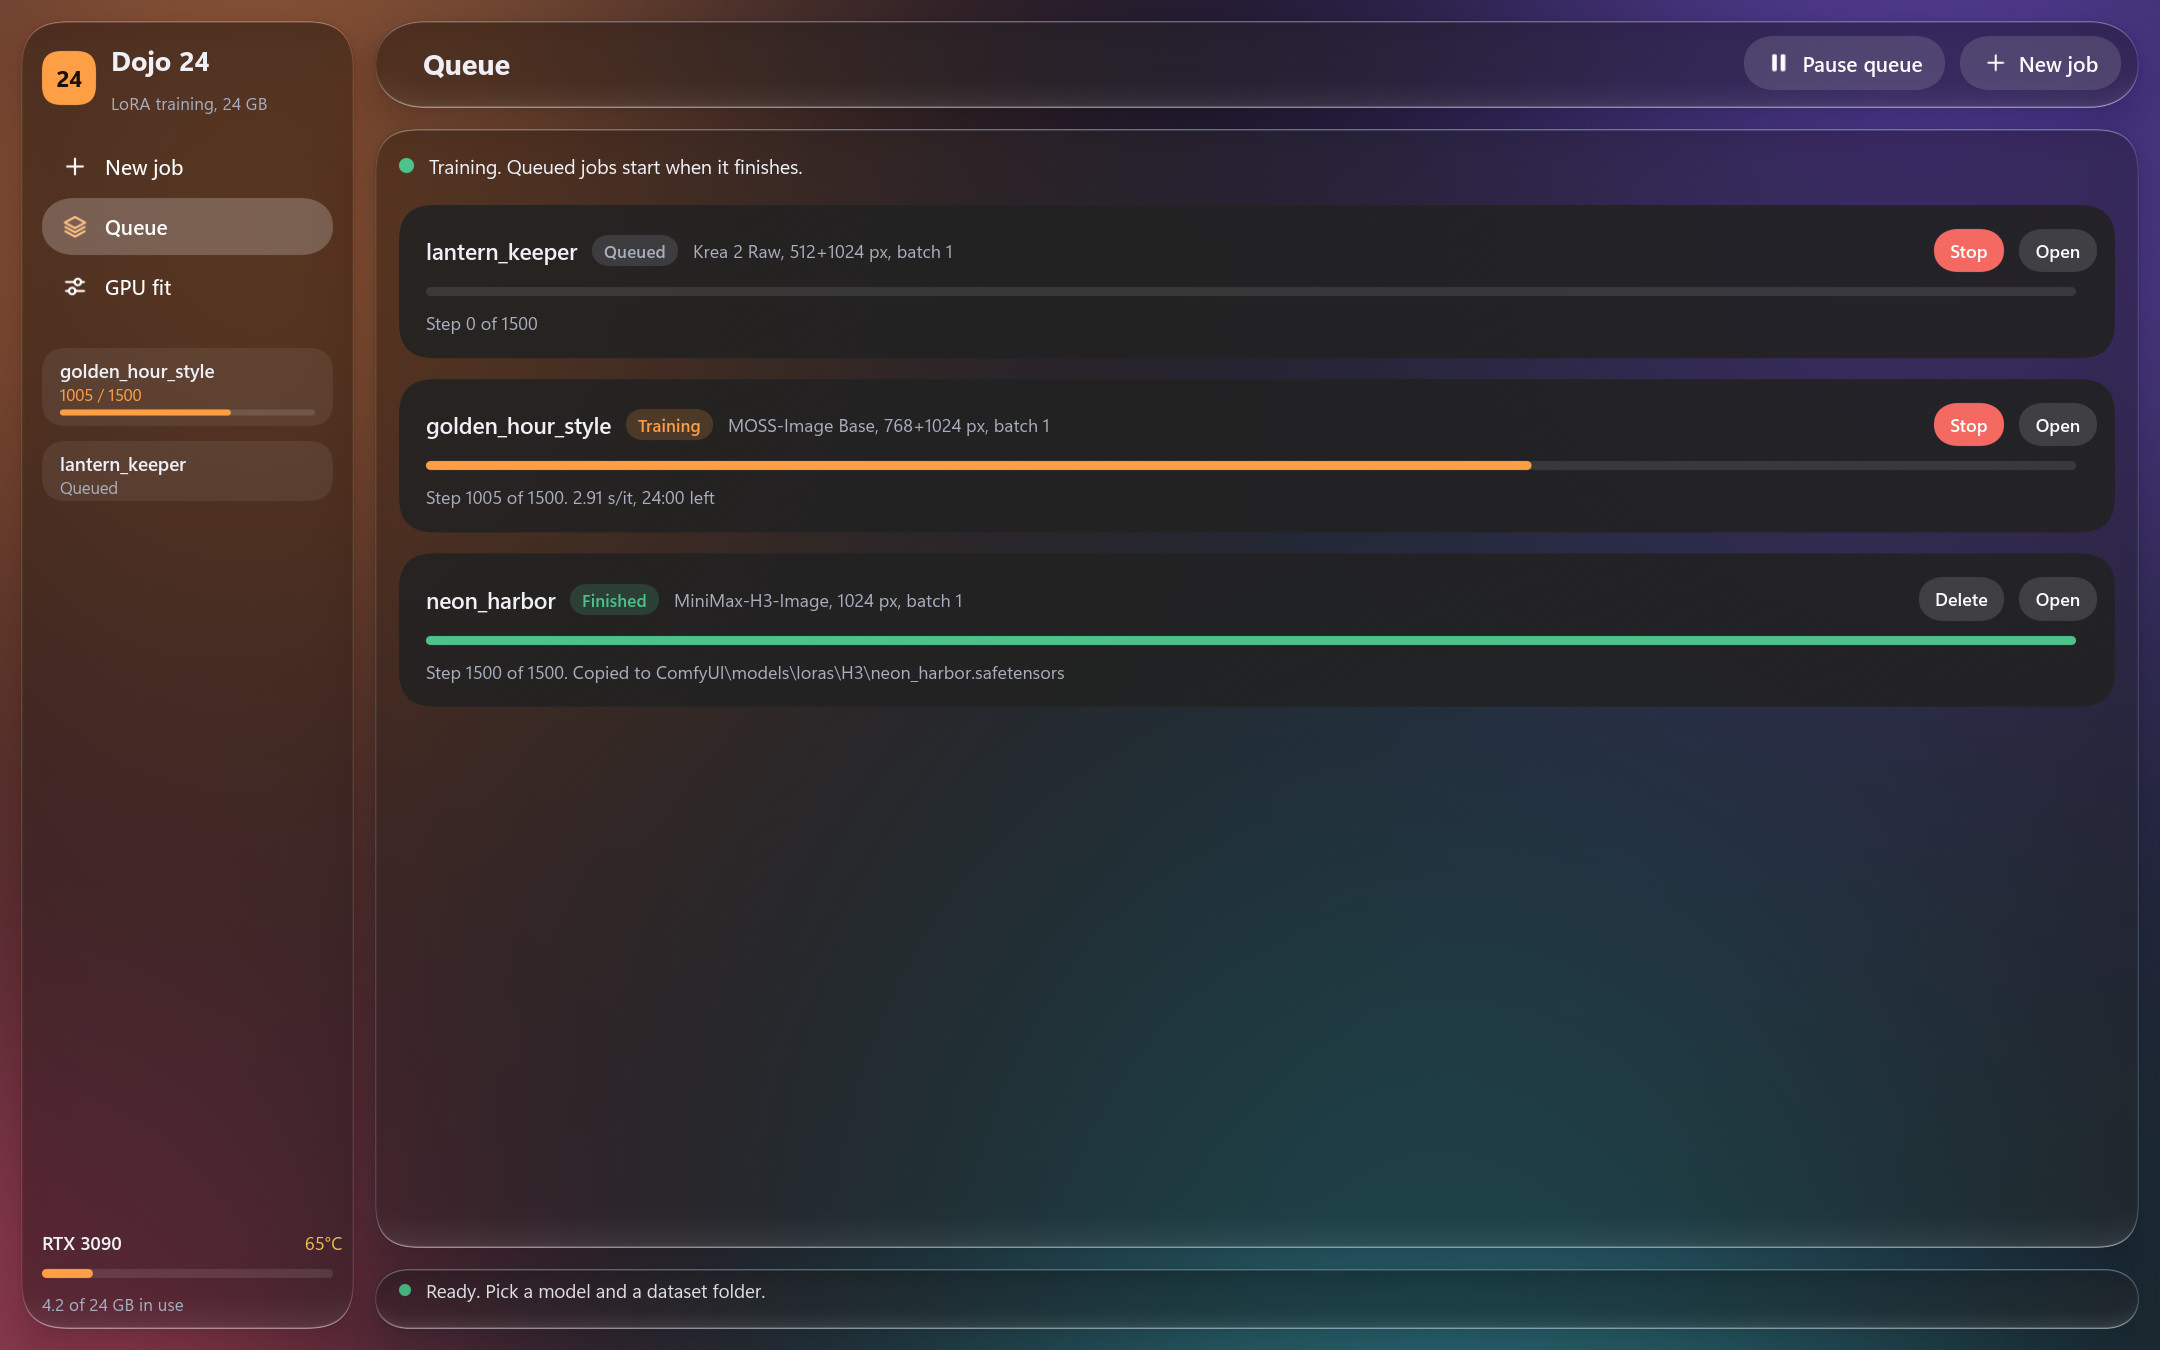 24
Dojo 24
LoRA training, 24 GB
New job
Queue
GPU fit
golden_hour_style
1005 / 1500
lantern_keeper
Queued
RTX 3090
65°C
4.2 of 24 GB in use
Queue
Pause queue
New job
Training. Queued jobs start when it finishes.
lantern_keeper
Queued
Krea 2 Raw, 512+1024 px, batch 1
Stop
Open
Step 0 of 1500
golden_hour_style
Training
MOSS-Image Base, 768+1024 px, batch 1
Stop
Open
Step 1005 of 1500. 2.91 s/it, 24:00 left
neon_harbor
Finished
MiniMax-H3-Image, 1024 px, batch 1
Delete
Open
Step 1500 of 1500. Copied to ComfyUI\models\loras\H3\neon_harbor.safetensors
Ready. Pick a model and a dataset folder.